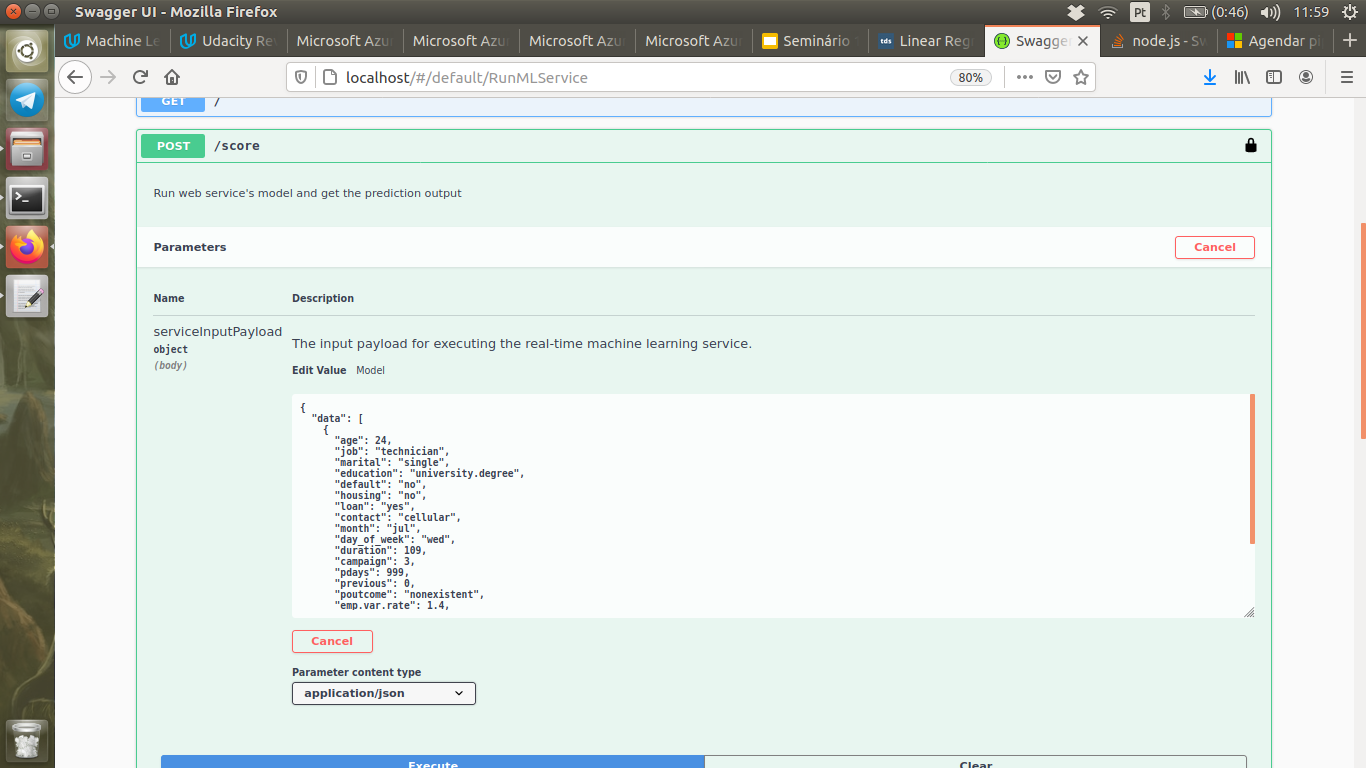 Swagger UI - Mozilla Firefox
Pt
(0:46)
11:59
Machine Le
Udacity Rev
Microsoft Azu
Microsoft Azu
Microsoft Azu
Microsoft Azu
Seminário
tds
Linear Regr
Swagger
node.js - Sw
Agendar pi
localhost/#/default/RunMLService
80%
GET
/
POST
/score
Run web service's model and get the prediction output
Parameters
Cancel
Name
Description
serviceInputPayload
object
(body)
The input payload for executing the real-time machine learning service.
Edit Value
Model
{
"data": [
{
"age": 24,
"job": "technician",
"marital": "single",
"education": "university.degree",
"default": "no",
"housing": "no",
"loan": "yes",
"contact": "cellular",
"month": "jul",
"day_of_week": "wed",
"duration": 109,
"campaign": 3,
"pdays": 999,
"previous": 0,
"poutcome": "nonexistent",
"emp.var.rate": 1.4,
Cancel
Parameter content type
application/json
Execute
Clear